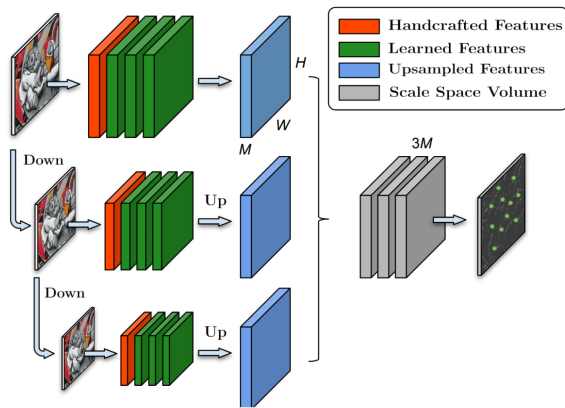 Handcrafted Features
Learned Features
Upsampled Features
Scale Space Volume
H
W
M
Down
Up
3M
Down
Up